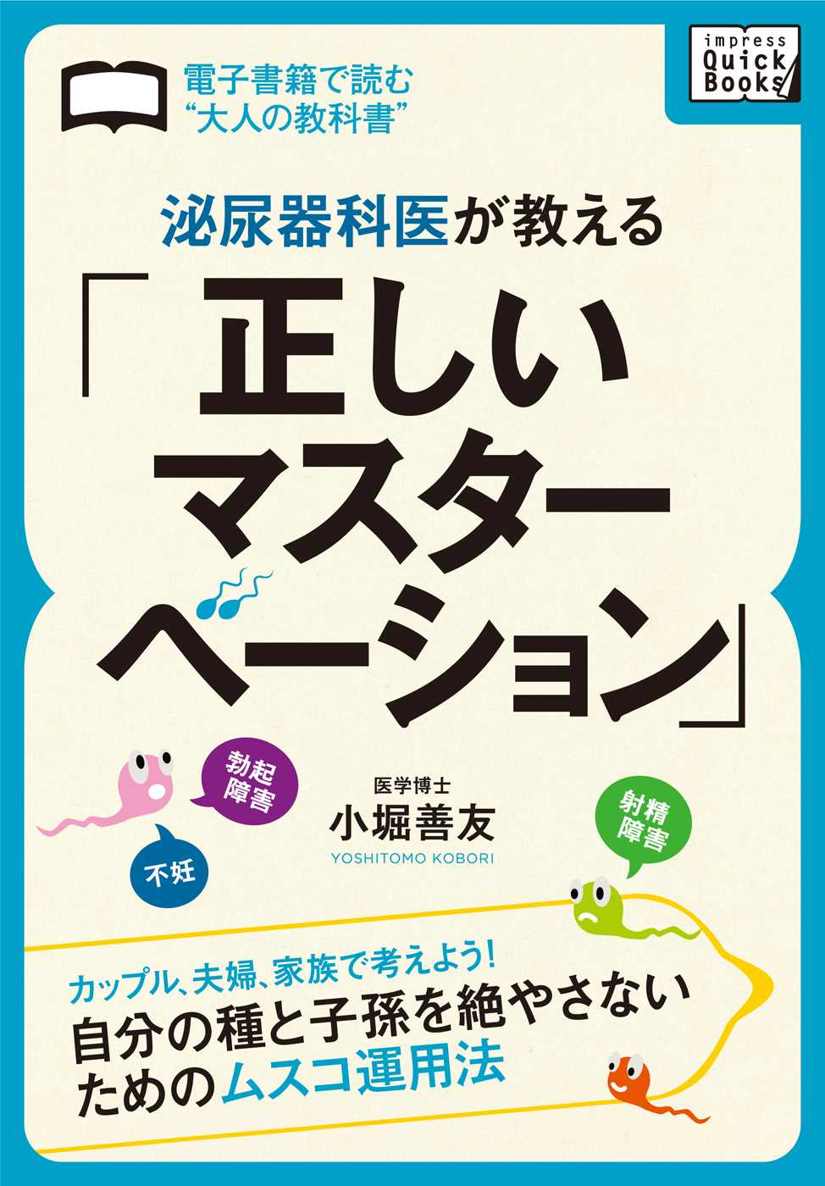 電子書籍で読む
“大人の教科書”
impress
Quick
Books
泌尿器科医が教える
「正しい
マスター
ベーション」
勃起
障害
不妊
医学博士
小堀善友
YOSHITOMO KOBORI
射精
障害
カップル、夫婦、家族で考えよう!
自分の種と子孫を絶やさない
ためのムスコ運用法